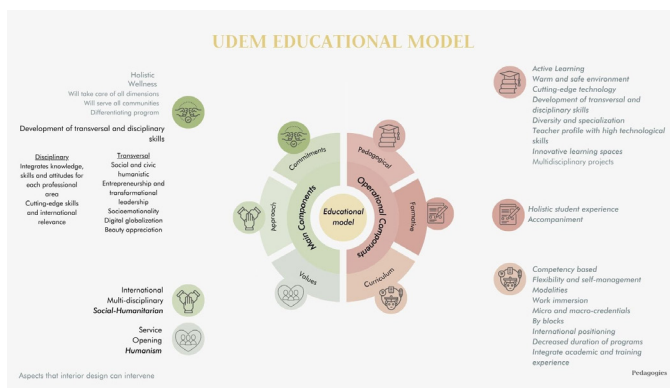 UDEM EDUCATIONAL MODEL
Holistic
Wellness
Will take care of all dimensions
Will serve all communities
Differentiating program
Development of transversal and disciplinary
skills
Disciplinary
Integrates knowledge,
skills and attitudes for
each professional
area
Cutting-edge skills
and international
relevance
Transversal
Social and civic
humanistic
Entrepreneurship and
transformational
leadership
Socioemotionality
Digital globalization
Beauty appreciation
International
Multi-disciplinary
Social-Humanitarian
Service
Opening
Humanism
Aspects that interior design can intervene
Commitments
Approach
Values
Main Components
Educational
model
Operational Components
Pedagogical
Formative
Curriculum
Active Learning
Warm and safe environment
Cutting-edge technology
Development of transversal and
disciplinary skills
Diversity and specialization
Teacher profile with high technological
skills
Innovative learning spaces
Multidisciplinary projects
Holistic student experience
Accompaniment
Competency based
Flexibility and self-management
Modalities
Work immersion
Micro and macro-credentials
By blocks
International positioning
Decreased duration of programs
Integrate academic and training
experience
Pedagogies